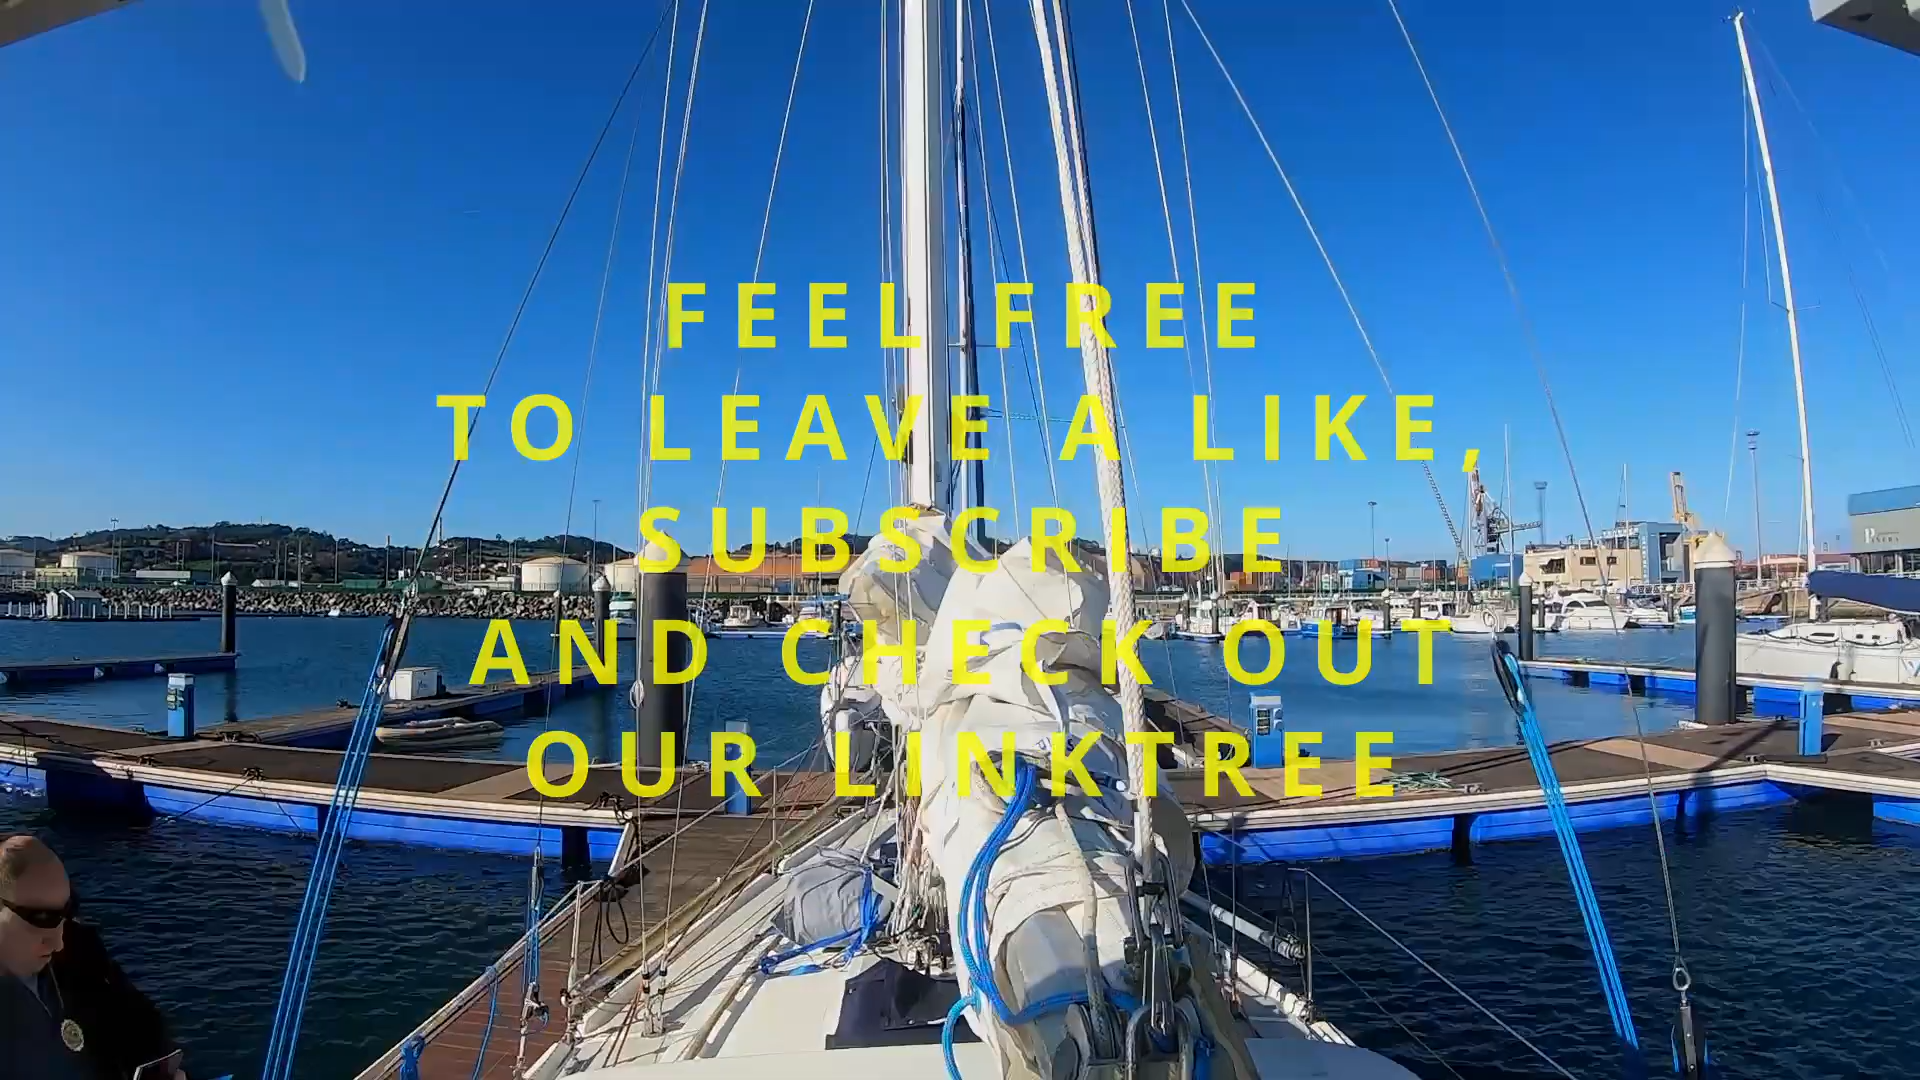 FEEL FREE
TO LEAVE A LIKE,
SUBSCRIBE
AND CHECK OUT
OUR LINKTREE